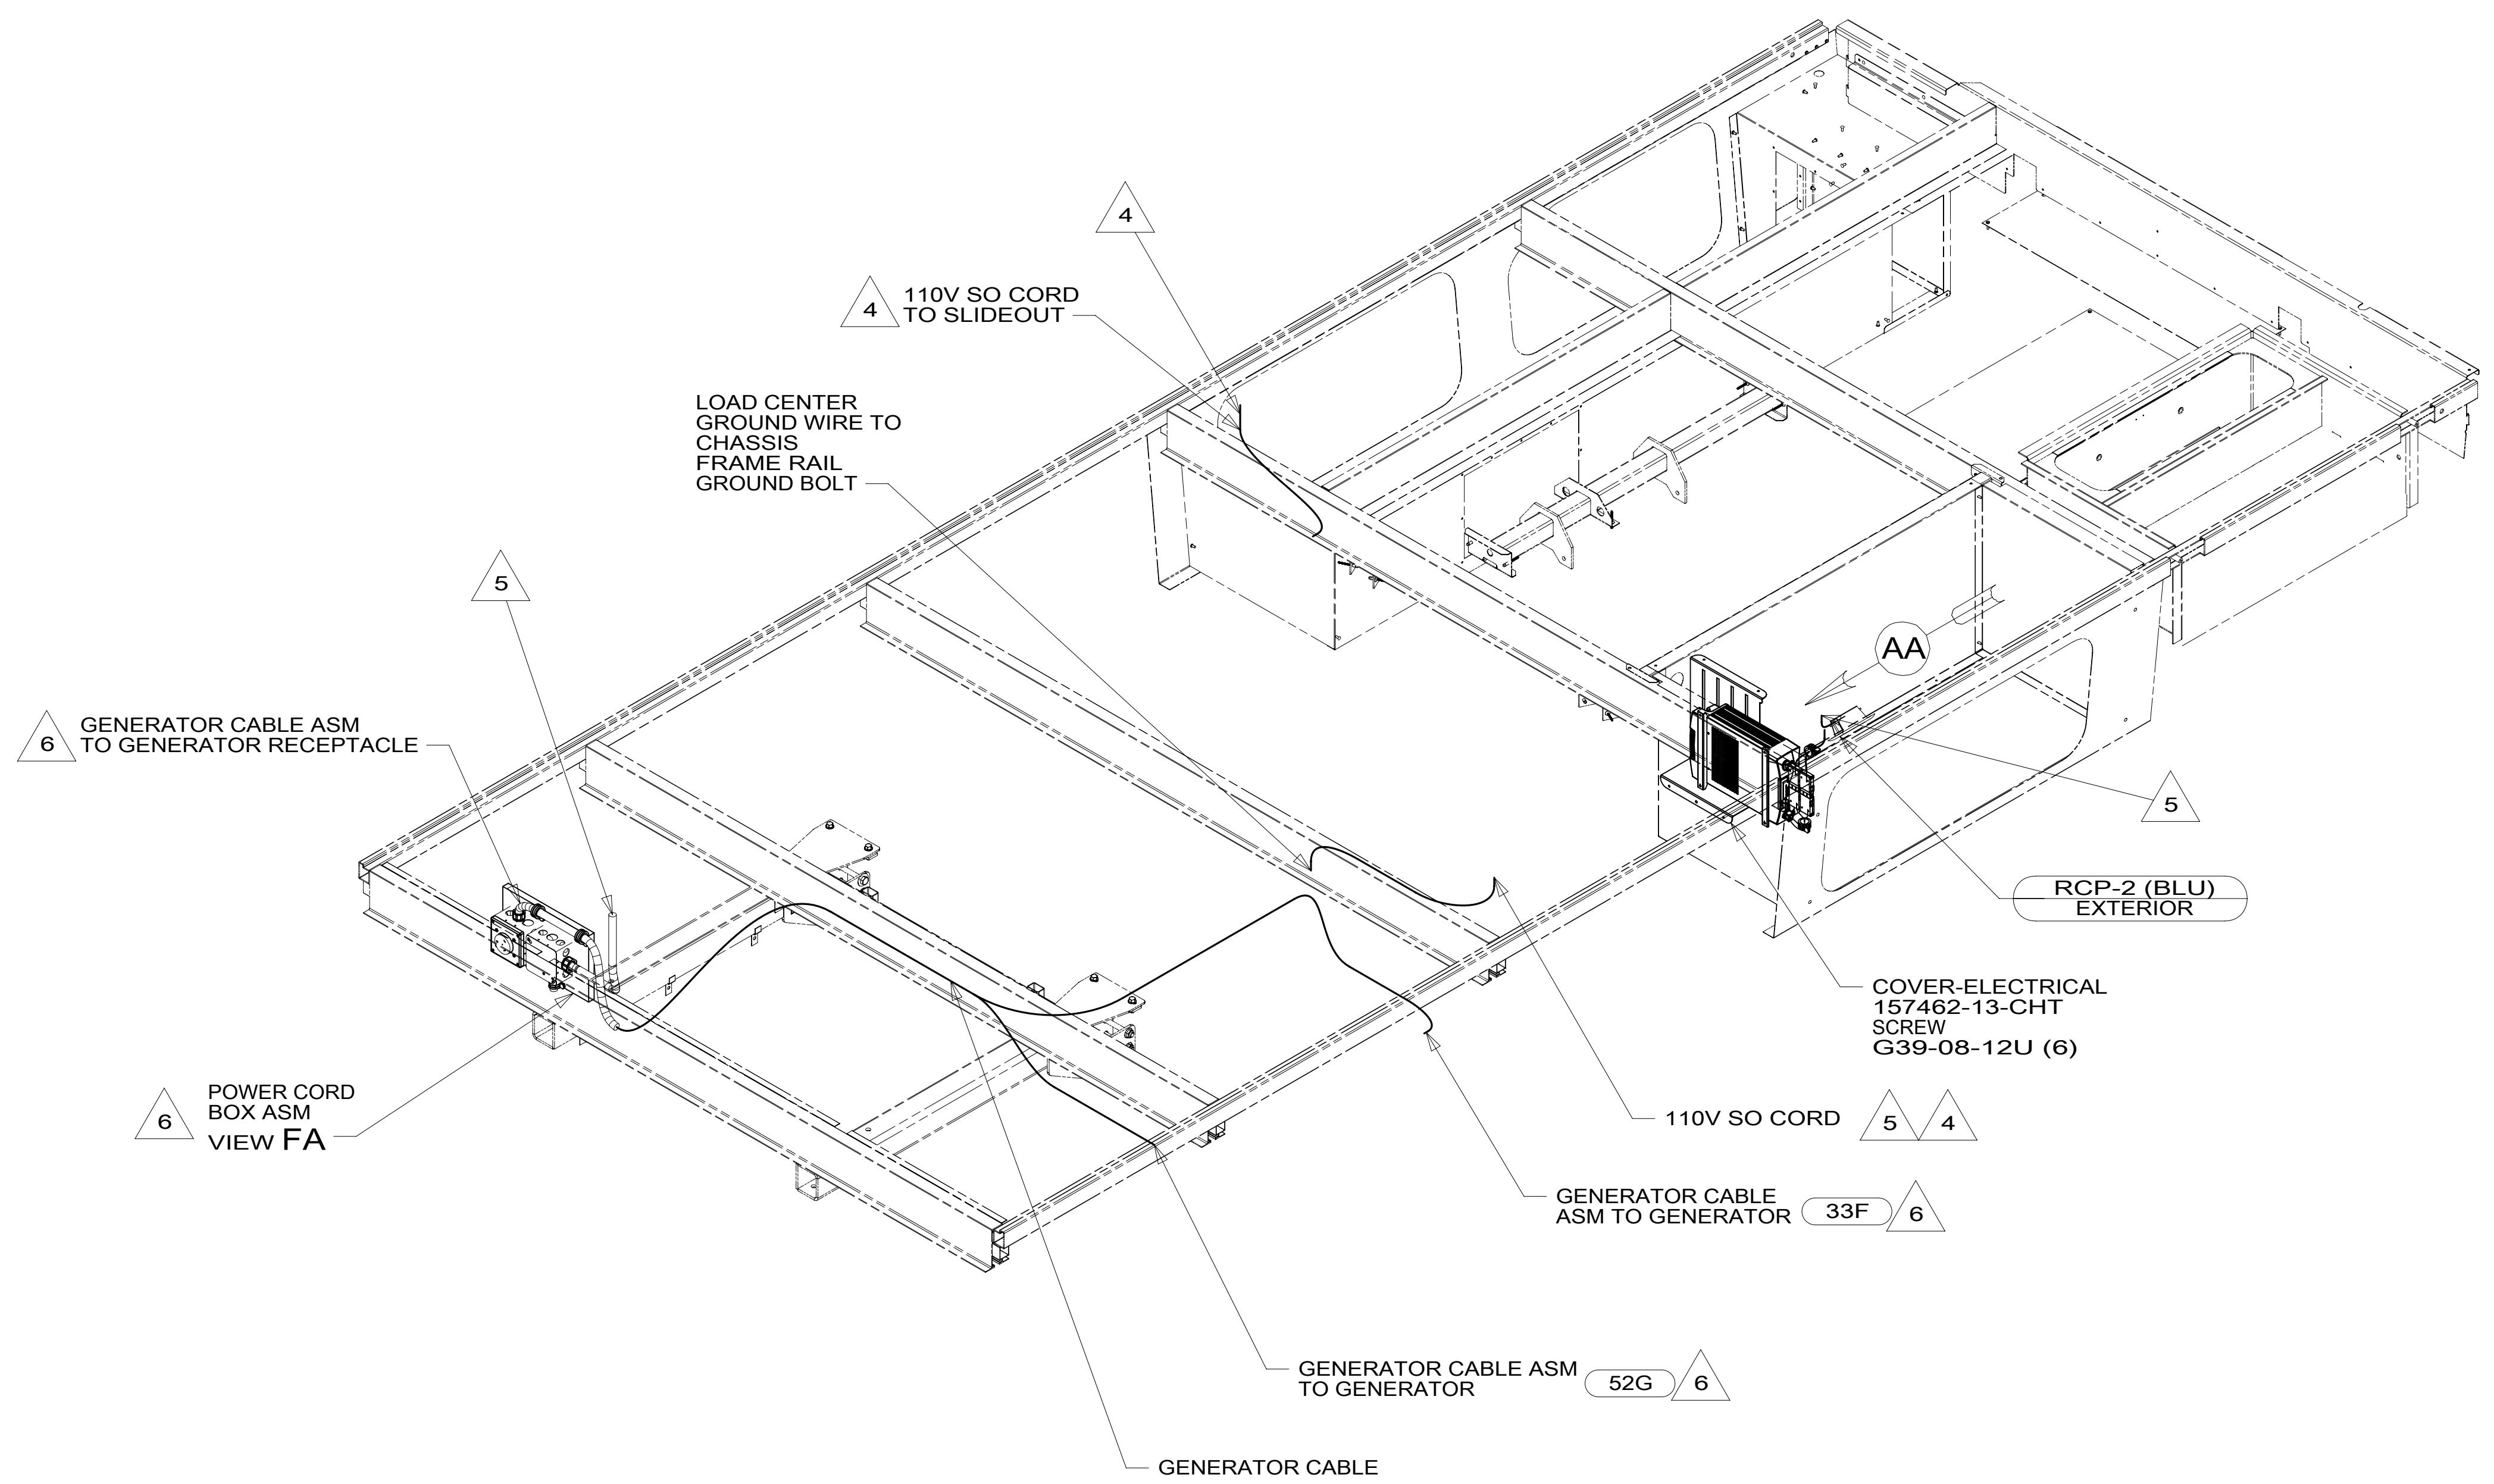 4
4
110V SO CORD
TO SLIDEOUT
LOAD CENTER
GROUND WIRE TO
CHASSIS
FRAME RAIL
GROUND BOLT
5
AA
6
GENERATOR CABLE ASM
TO GENERATOR RECEPTACLE
5
RCP-2 (BLU)
EXTERIOR
COVER-ELECTRICAL
157462-13-CHT
SCREW
G39-08-12U (6)
6
POWER CORD
BOX ASM
VIEW FA
110V SO CORD
5
4
GENERATOR CABLE
ASM TO GENERATOR
33F
6
GENERATOR CABLE ASM
TO GENERATOR
52G
6
GENERATOR CABLE